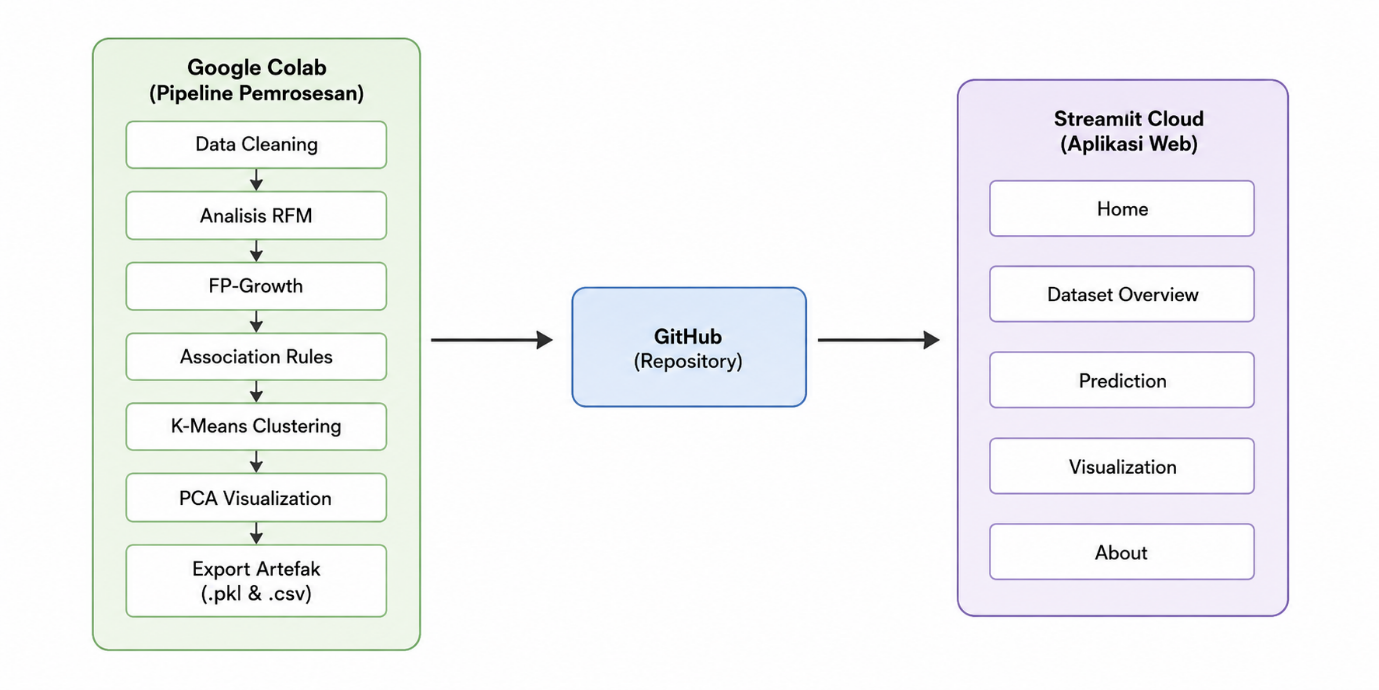 Google Colab
(Pipeline Pemrosesan)
Data Cleaning
Analisis RFM
FP-Growth
Association Rules
K-Means Clustering
PCA Visualization
Export Artefak
(.pkl & .csv)
GitHub
(Repository)
Streamlit Cloud
(Aplikasi Web)
Home
Dataset Overview
Prediction
Visualization
About